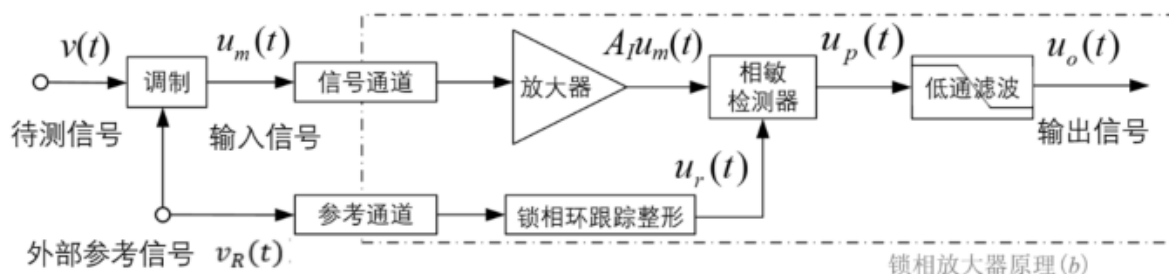 v(t)
u_m(t)
A_I u_m(t)
u_p(t)
u_o(t)
调制
信号通道
放大器
相敏
检测器
低通滤波
待测信号
输入信号
输出信号
u_r(t)
参考通道
锁相环跟踪整形
外部参考信号 v_R(t)
锁相放大器原理(b)